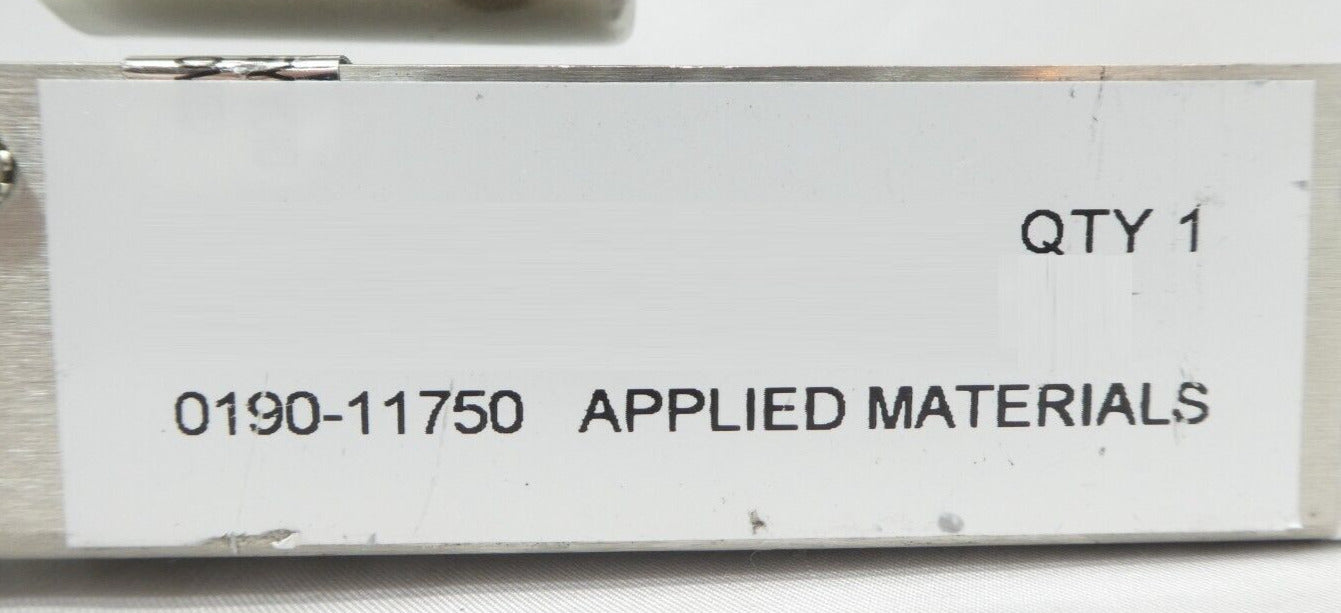 QTY 1
0190-11750 APPLIED MATERIALS